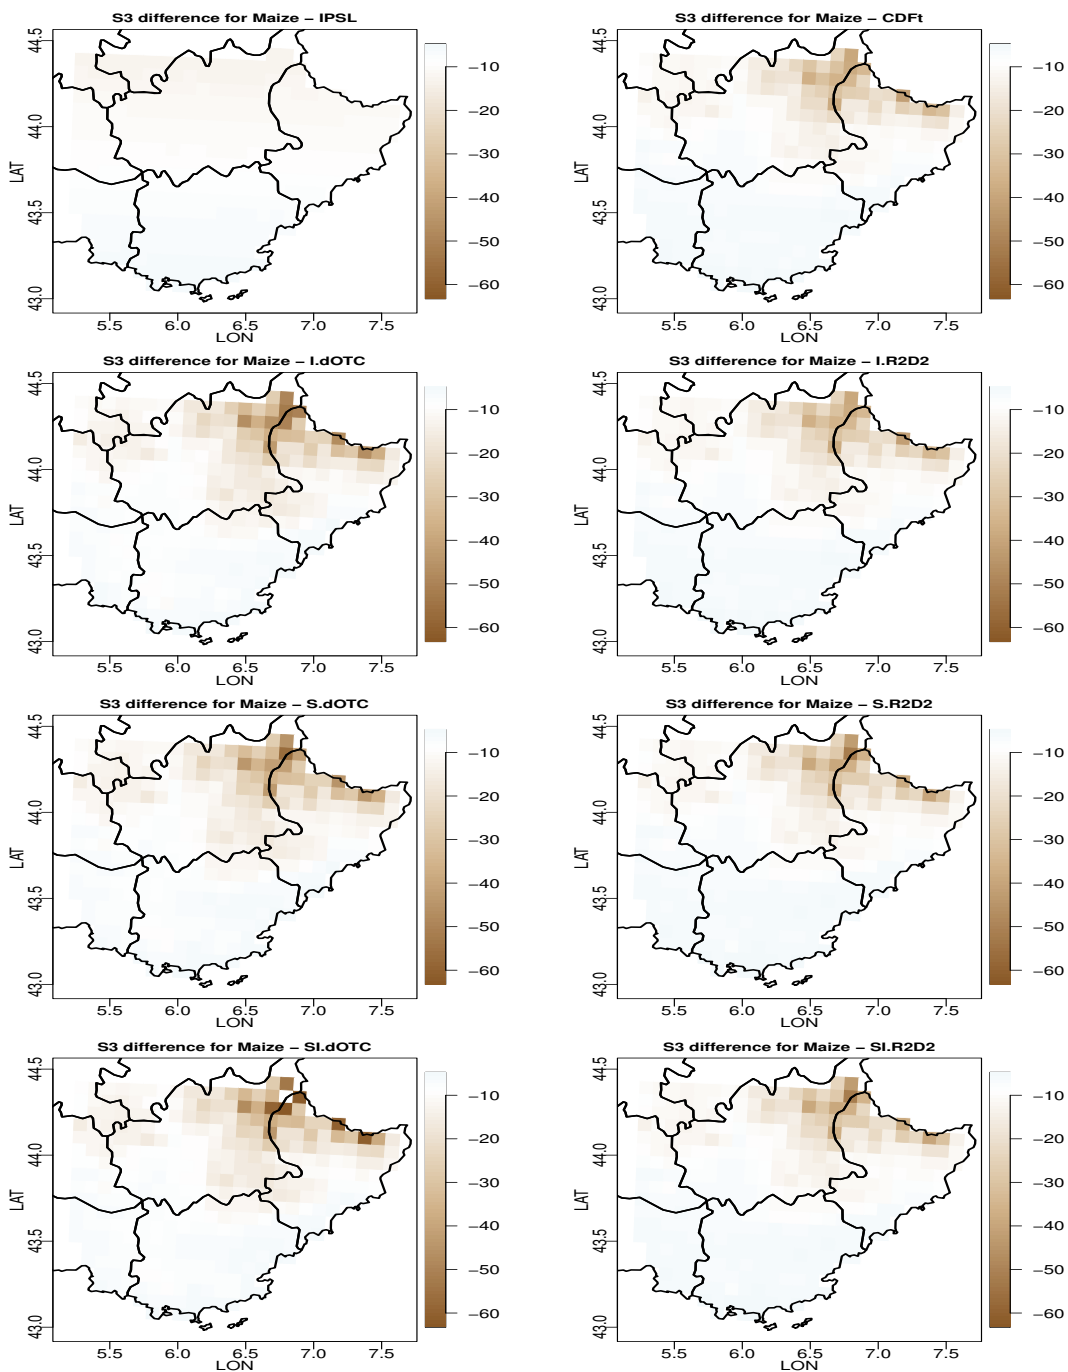 S3 difference for Maize – IPSL
LAT
43.0 43.5 44.0 44.5
5.5 6.0 6.5 7.0 7.5
LON
−10
−20
−30
−40
−50
−60
S3 difference for Maize – CDFt
LAT
43.0 43.5 44.0 44.5
5.5 6.0 6.5 7.0 7.5
LON
−10
−20
−30
−40
−50
−60
S3 difference for Maize – I.dOTC
LAT
43.0 43.5 44.0 44.5
5.5 6.0 6.5 7.0 7.5
LON
−10
−20
−30
−40
−50
−60
S3 difference for Maize – I.R2D2
LAT
43.0 43.5 44.0 44.5
5.5 6.0 6.5 7.0 7.5
LON
−10
−20
−30
−40
−50
−60
S3 difference for Maize – S.dOTC
LAT
43.0 43.5 44.0 44.5
5.5 6.0 6.5 7.0 7.5
LON
−10
−20
−30
−40
−50
−60
S3 difference for Maize – S.R2D2
LAT
43.0 43.5 44.0 44.5
5.5 6.0 6.5 7.0 7.5
LON
−10
−20
−30
−40
−50
−60
S3 difference for Maize – SI.dOTC
LAT
43.0 43.5 44.0 44.5
5.5 6.0 6.5 7.0 7.5
LON
−10
−20
−30
−40
−50
−60
S3 difference for Maize – SI.R2D2
LAT
43.0 43.5 44.0 44.5
5.5 6.0 6.5 7.0 7.5
LON
−10
−20
−30
−40
−50
−60